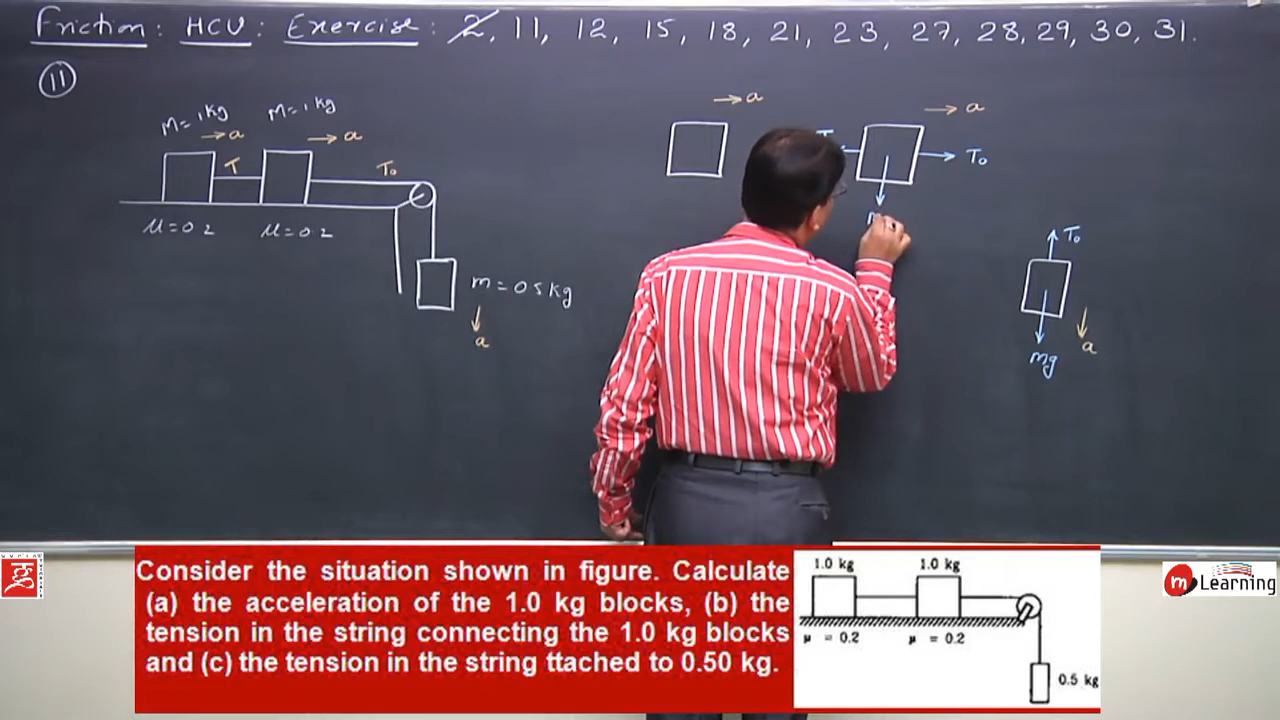 Friction : HCV : Exercise : 2, 11, 12, 15, 18, 21, 23, 27, 28, 29, 30, 31.
11
M=1kg M=1kg
a a
T T₀
μ=0.2 μ=0.2
m=0.5kg
a
a a
T₀
T₀
mg a
Consider the situation shown in figure. Calculate
(a) the acceleration of the 1.0 kg blocks, (b) the
tension in the string connecting the 1.0 kg blocks
and (c) the tension in the string ttached to 0.50 kg.
1.0 kg 1.0 kg
μ = 0.2 μ = 0.2
0.5 kg
m Learning